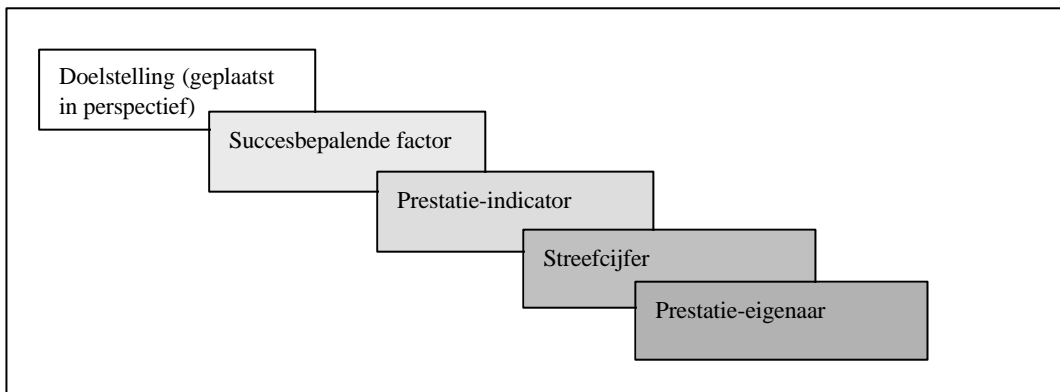 Doelstelling (geplaatst
in perspectief)
Succesbepalende factor
Prestatie-indicator
Streefcijfer
Prestatie-eigenaar